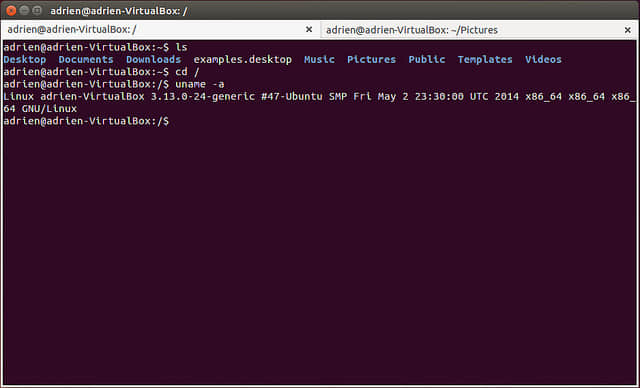 adrien@adrien-VirtualBox: /
adrien@adrien-VirtualBox: / × adrien@adrien-VirtualBox: ~/Pictures ×
adrien@adrien-VirtualBox:~$ ls
Desktop Documents Downloads examples.desktop Music Pictures Public Templates Videos
adrien@adrien-VirtualBox:~$ cd /
adrien@adrien-VirtualBox:/$ uname -a
Linux adrien-VirtualBox 3.13.0-24-generic #47-Ubuntu SMP Fri May 2 23:30:00 UTC 2014 x86_64 x86_64 x86_
64 GNU/Linux
adrien@adrien-VirtualBox:/$